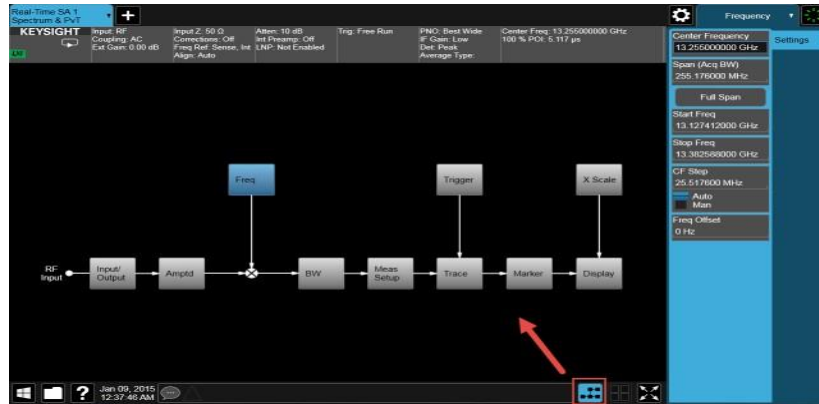 Real-Time SA 1
Spectrum & PvT
KEYSIGHT
LXI
Input: RF
Coupling: AC
Ext Gain: 0.00 dB
Input Z: 50 Ω
Corrections: Off
Freq Ref: Sense, Int
Align: Auto
Atten: 10 dB
Int Preamp: Off
LNP: Not Enabled
Trig: Free Run
PNO: Best Wide
IF Gain: Low
Det: Peak
Average Type:
Center Freq: 13.255000000 GHz
100 % POI: 5.117 µs
Freq
Trigger
X Scale
RF
Input
Input/
Output
Amptd
BW
Meas
Setup
Trace
Marker
Display
Frequency
Settings
Center Frequency
13.255000000 GHz
Span (Acq BW)
255.176000 MHz
Full Span
Start Freq
13.127412000 GHz
Stop Freq
13.382588000 GHz
CF Step
25.517600 MHz
Auto
Man
Freq Offset
0 Hz
?
Jan 09, 2015
12:37:46 AM